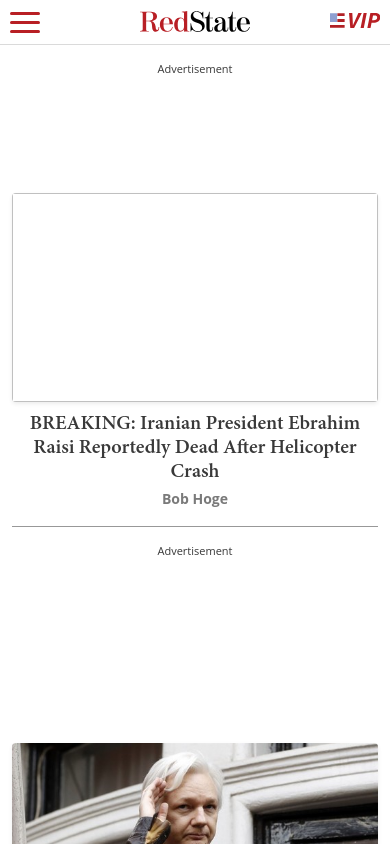 RedState
VIP
Advertisement
BREAKING: Iranian President Ebrahim
Raisi Reportedly Dead After Helicopter
Crash
Bob Hoge
Advertisement